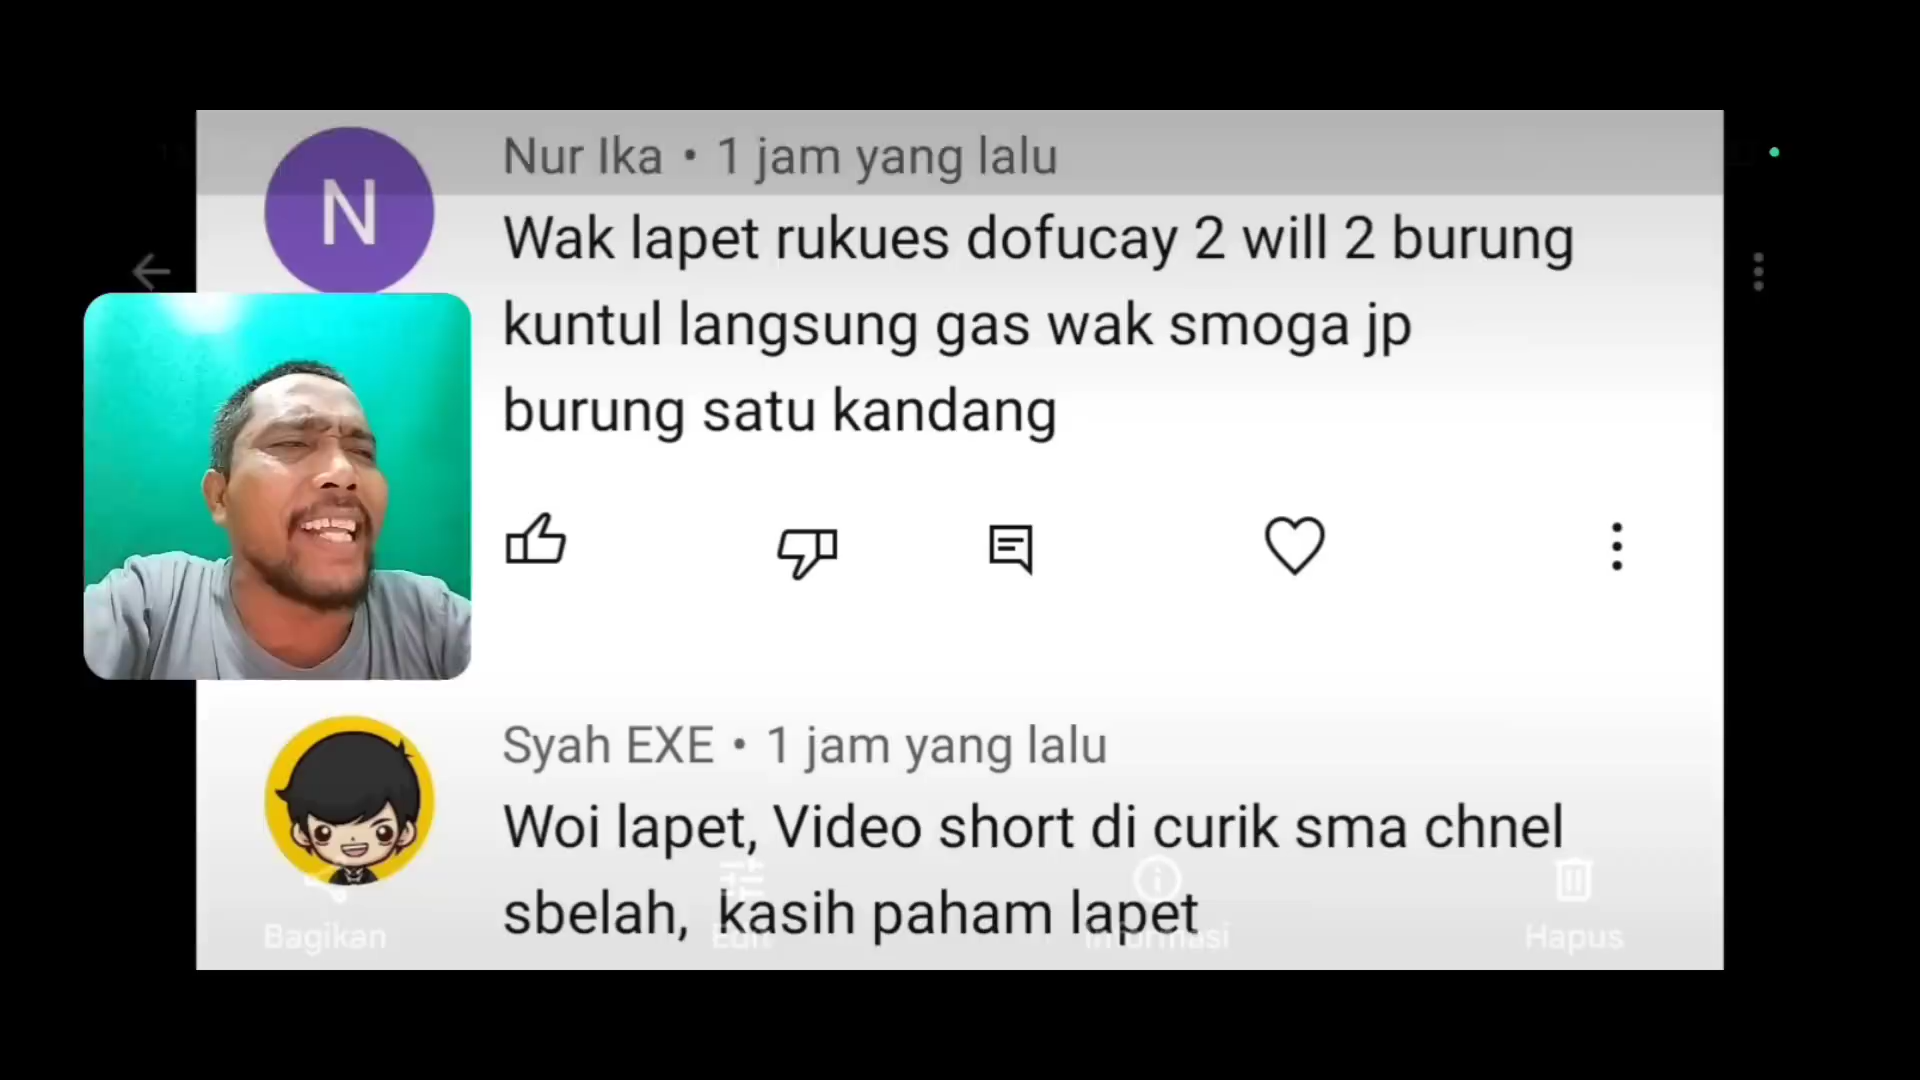 N
Nur Ika • 1 jam yang lalu
Wak lapet rukues dofucay 2 will 2 burung
kuntul langsung gas wak smoga jp
burung satu kandang
Syah EXE • 1 jam yang lalu
Woi lapet, Video short di curik sma chnel
sbelah, kasih paham lapet
Bagikan
Edit
Informasi
Hapus